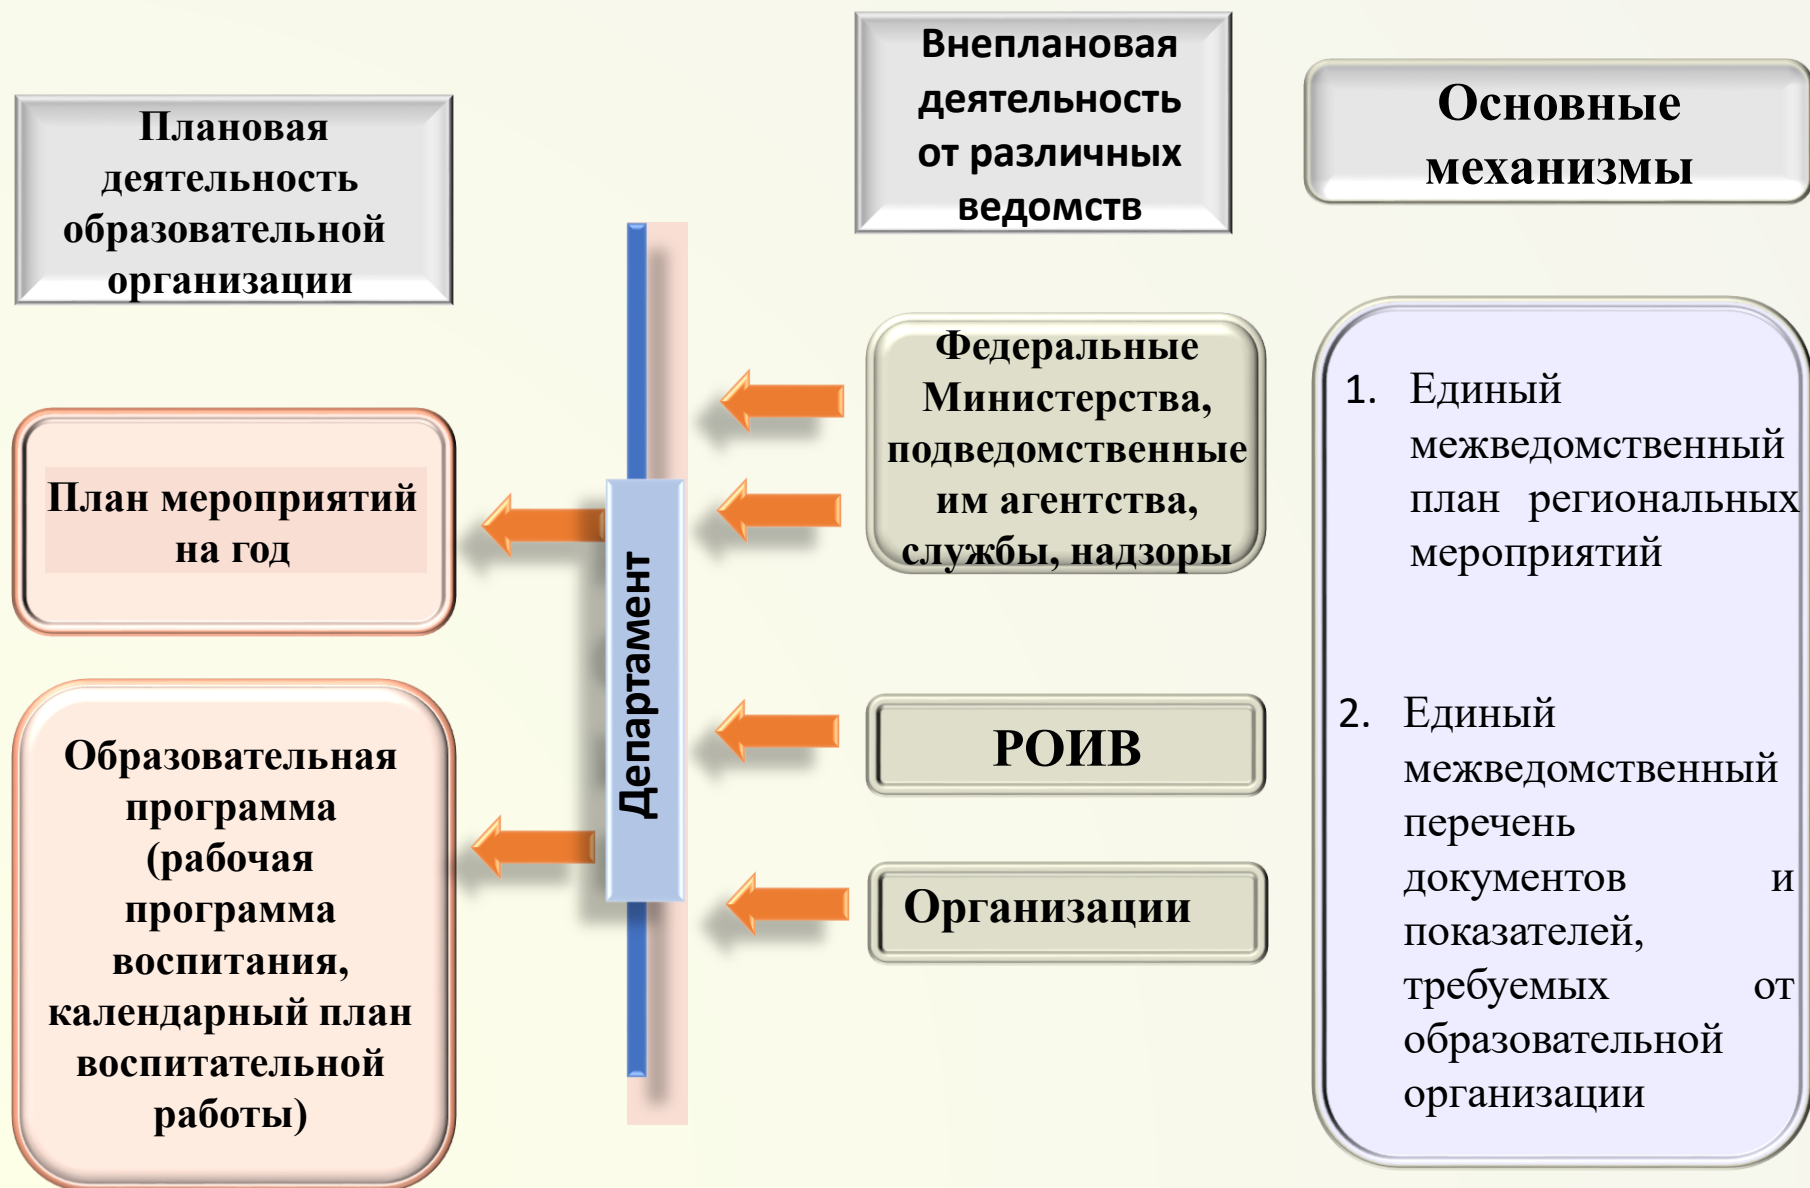 Плановая
деятельность
образовательной
организации
План мероприятий
на год
Образовательная
программа
(рабочая
программа
воспитания,
календарный план
воспитательной
работы)
Департамент
Внеплановая
деятельность
от различных
ведомств
Федеральные
Министерства,
подведомственные
им агентства,
службы, надзоры
РОИВ
Организации
Основные
механизмы
1. Единый
межведомственный
план региональных
мероприятий
2. Единый
межведомственный
перечень
документов и
показателей,
требуемых от
образовательной
организации